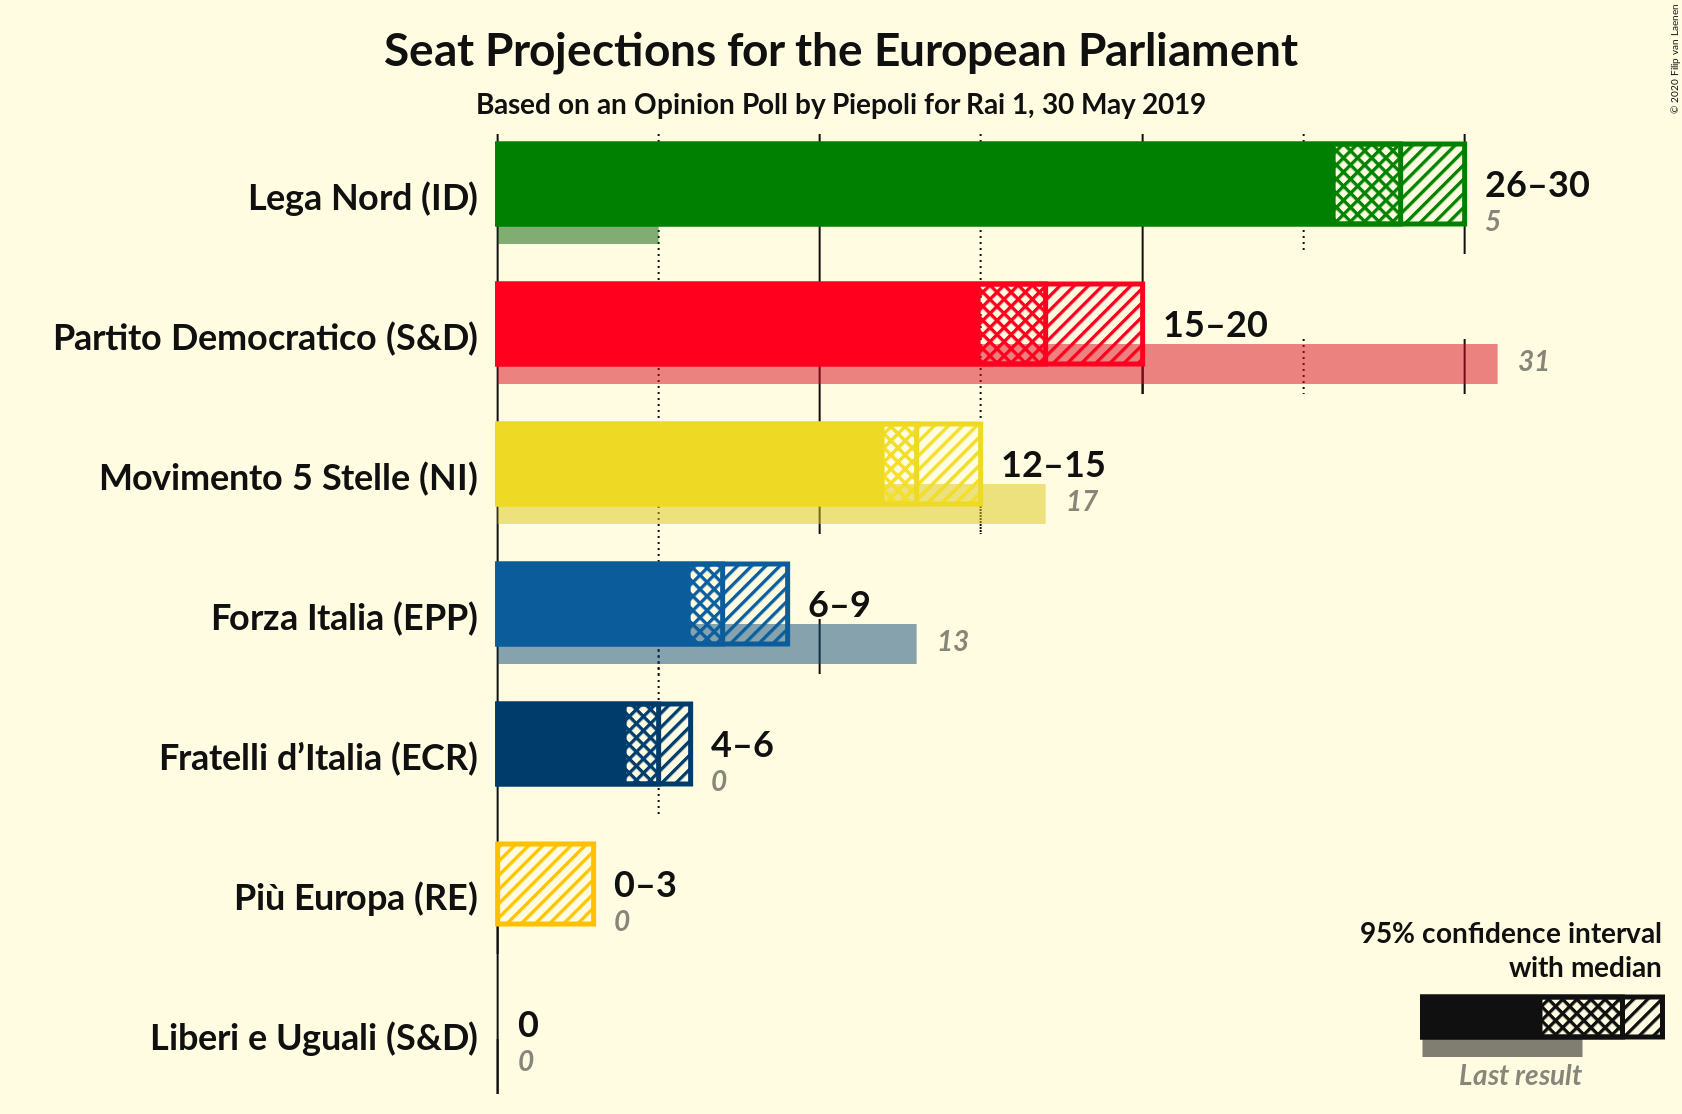 Seat Projections for the European Parliament
Based on an Opinion Poll by Piepoli for Rai 1, 30 May 2019
© 2020 Filip van Laenen
Lega Nord (ID)
26–30
5
Partito Democratico (S&D)
15–20
31
Movimento 5 Stelle (NI)
12–15
17
Forza Italia (EPP)
6–9
13
Fratelli d’Italia (ECR)
4–6
0
Più Europa (RE)
0–3
0
Liberi e Uguali (S&D)
0
0
95% confidence interval
with median
Last result